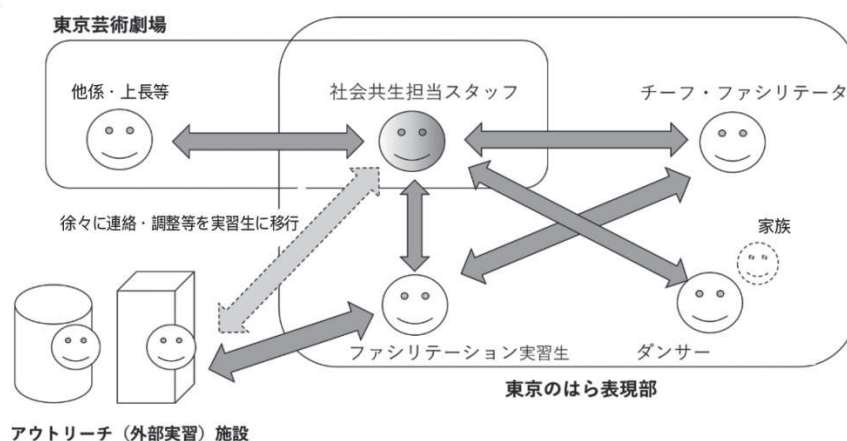 東京芸術劇場
他係・上長等
社会共生担当スタッフ
チーフ・ファシリテータ
徐々に連絡・調整等を実習生に移行
家族
ファシリテーション実習生
ダンサー
東京のはら表現部
アウトリーチ（外部実習）施設